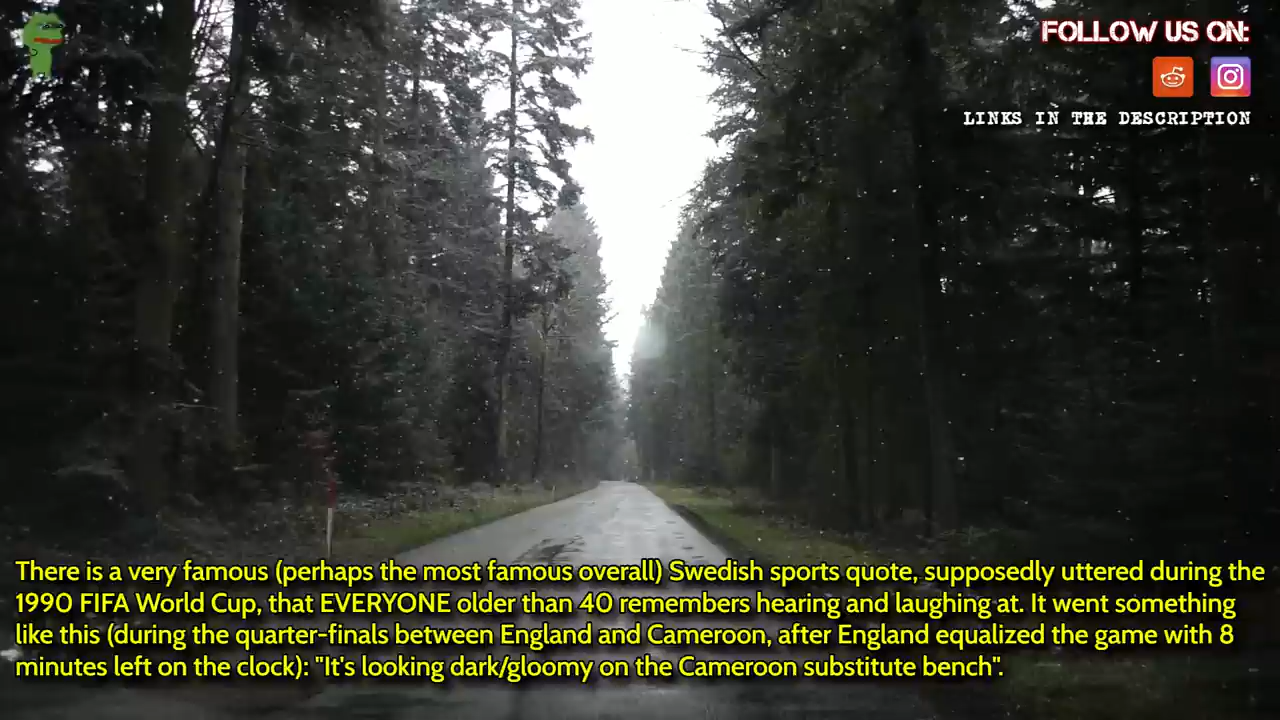 FOLLOW US ON:
LINKS IN THE DESCRIPTION
There is a very famous (perhaps the most famous overall) Swedish sports quote, supposedly uttered during the
1990 FIFA World Cup, that EVERYONE older than 40 remembers hearing and laughing at. It went something
like this (during the quarter-finals between England and Cameroon, after England equalized the game with 8
minutes left on the clock): "It's looking dark/gloomy on the Cameroon substitute bench".